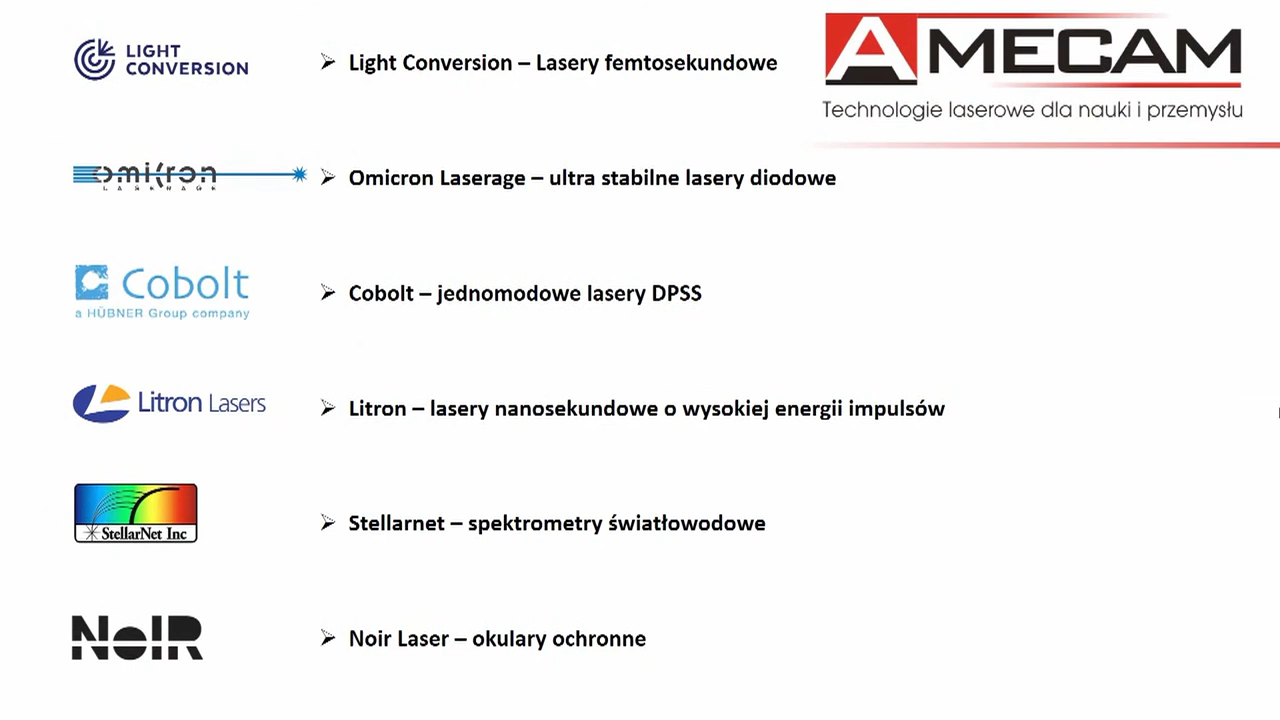 LIGHT
CONVERSION
Light Conversion – Lasery femtosekundowe
AMECAM
Technologie laserowe dla nauki i przemysłu
omicron
LASERAGE
Omicron Laserage – ultra stabilne lasery diodowe
Cobolt
a HÜBNER Group company
Cobolt – jednomodowe lasery DPSS
Litron Lasers
Litron – lasery nanosekundowe o wysokiej energii impulsów
StellarNet Inc
Stellarnet – spektrometry światłowodowe
NoIR
Noir Laser – okulary ochronne